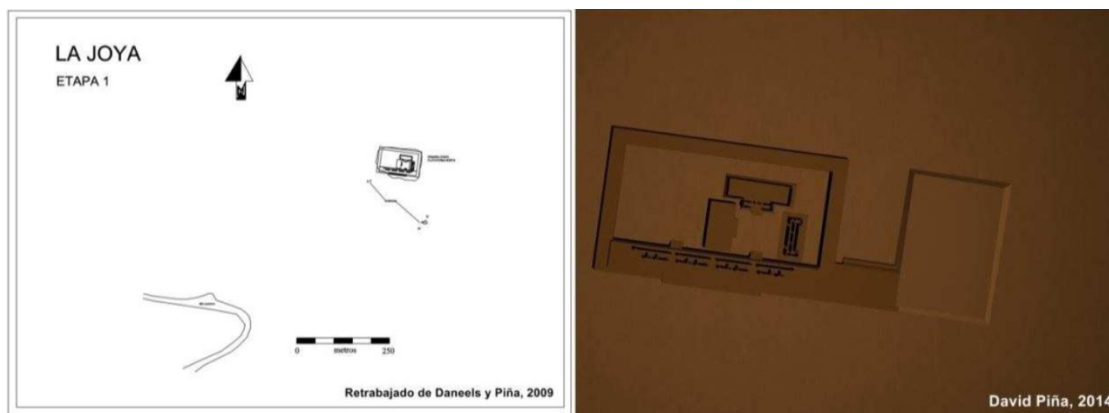 LA JOYA
ETAPA 1
N
0 metros 250
Retrabajado de Daneels y Piña, 2009
David Piña, 2014